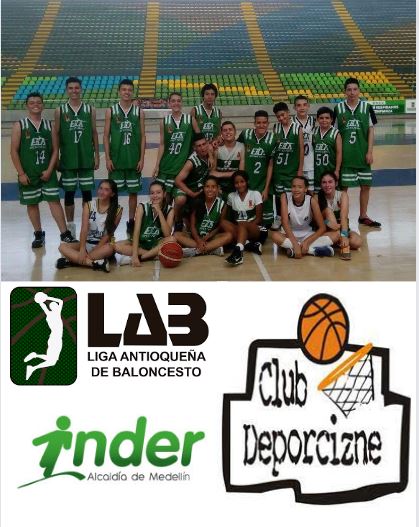 14
17
16
40
2
51
50
5
LAB
LIGA ANTIOQUEÑA
DE BALONCESTO
Club
Deporcizne
inder
Alcaldía de Medellín